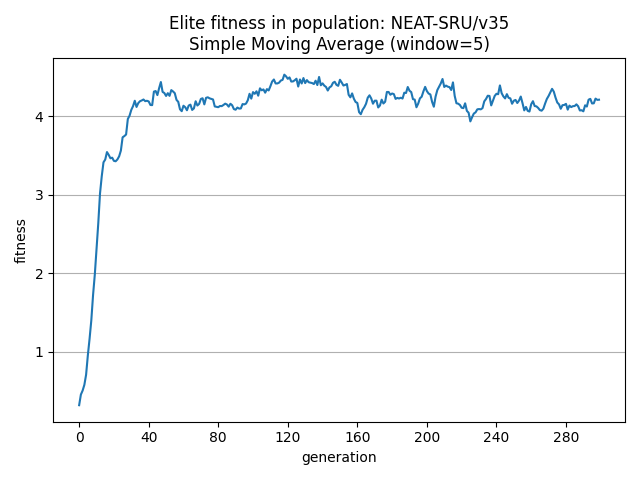 Elite fitness in population: NEAT-SRU/v35
Simple Moving Average (window=5)
fitness
4
3
2
1
0 40 80 120 160 200 240 280
generation